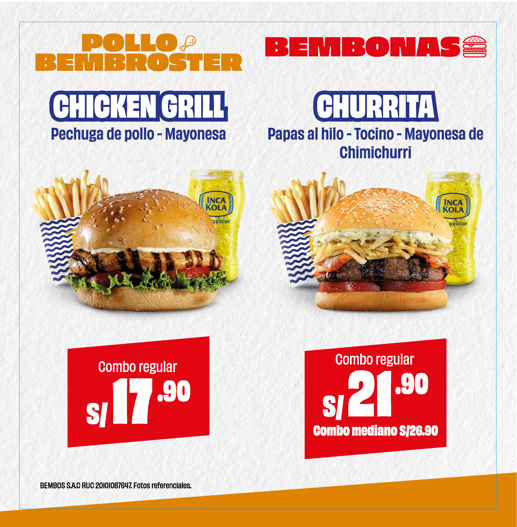 POLLO
BEMBROSTER
CHICKEN GRILL
Pechuga de pollo - Mayonesa
INCA
KOLA
Combo regular
S/17.90
BEMBONAS
CHURRITA
Papas al hilo - Tocino - Mayonesa de
Chimichurri
INCA
KOLA
Combo regular
S/21.90
Combo mediano S/26.90
BEMBOS S.A.C RUC 20101087647. Fotos referenciales.